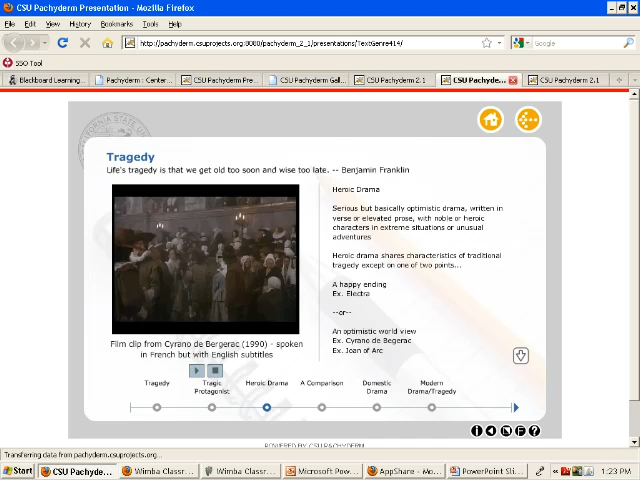 CSU Pachyderm Presentation - Mozilla Firefox
File Edit View History Bookmarks Tools Help
http://pachyderm.csuprojects.org:8080/pachyderm_2_1/presentations/TextGenre414/
Google
SSO Tool
Blackboard Learning... Pachyderm : Center... CSU Pachyderm Pre... CSU Pachyderm Gall... CSU Pachyderm 2.1 CSU Pachyde... CSU Pachyderm 2.1
Tragedy
Life's tragedy is that we get old too soon and wise too late. -- Benjamin Franklin
Heroic Drama
Serious but basically optimistic drama, written in
verse or elevated prose, with noble or heroic
characters in extreme situations or unusual
adventures
Heroic drama shares characteristics of traditional
tragedy except on one of two points...
A happy ending
Ex. Electra
--or--
An optimistic world view
Ex. Cyrano de Begerac
Ex. Joan of Arc
Film clip from Cyrano de Bergerac (1990) - spoken
in French but with English subtitles
Tragedy Tragic Protagonist Heroic Drama A Comparison Domestic Drama Modern Drama/Tragedy
POWERED BY CSU PACHYDERM
Transferring data from pachyderm.csuprojects.org...
Start CSU Pachyde... Wimba Classr... Wimba Classr... Microsoft Pow... AppShare - Mo... PowerPoint Sli... 1:23 PM